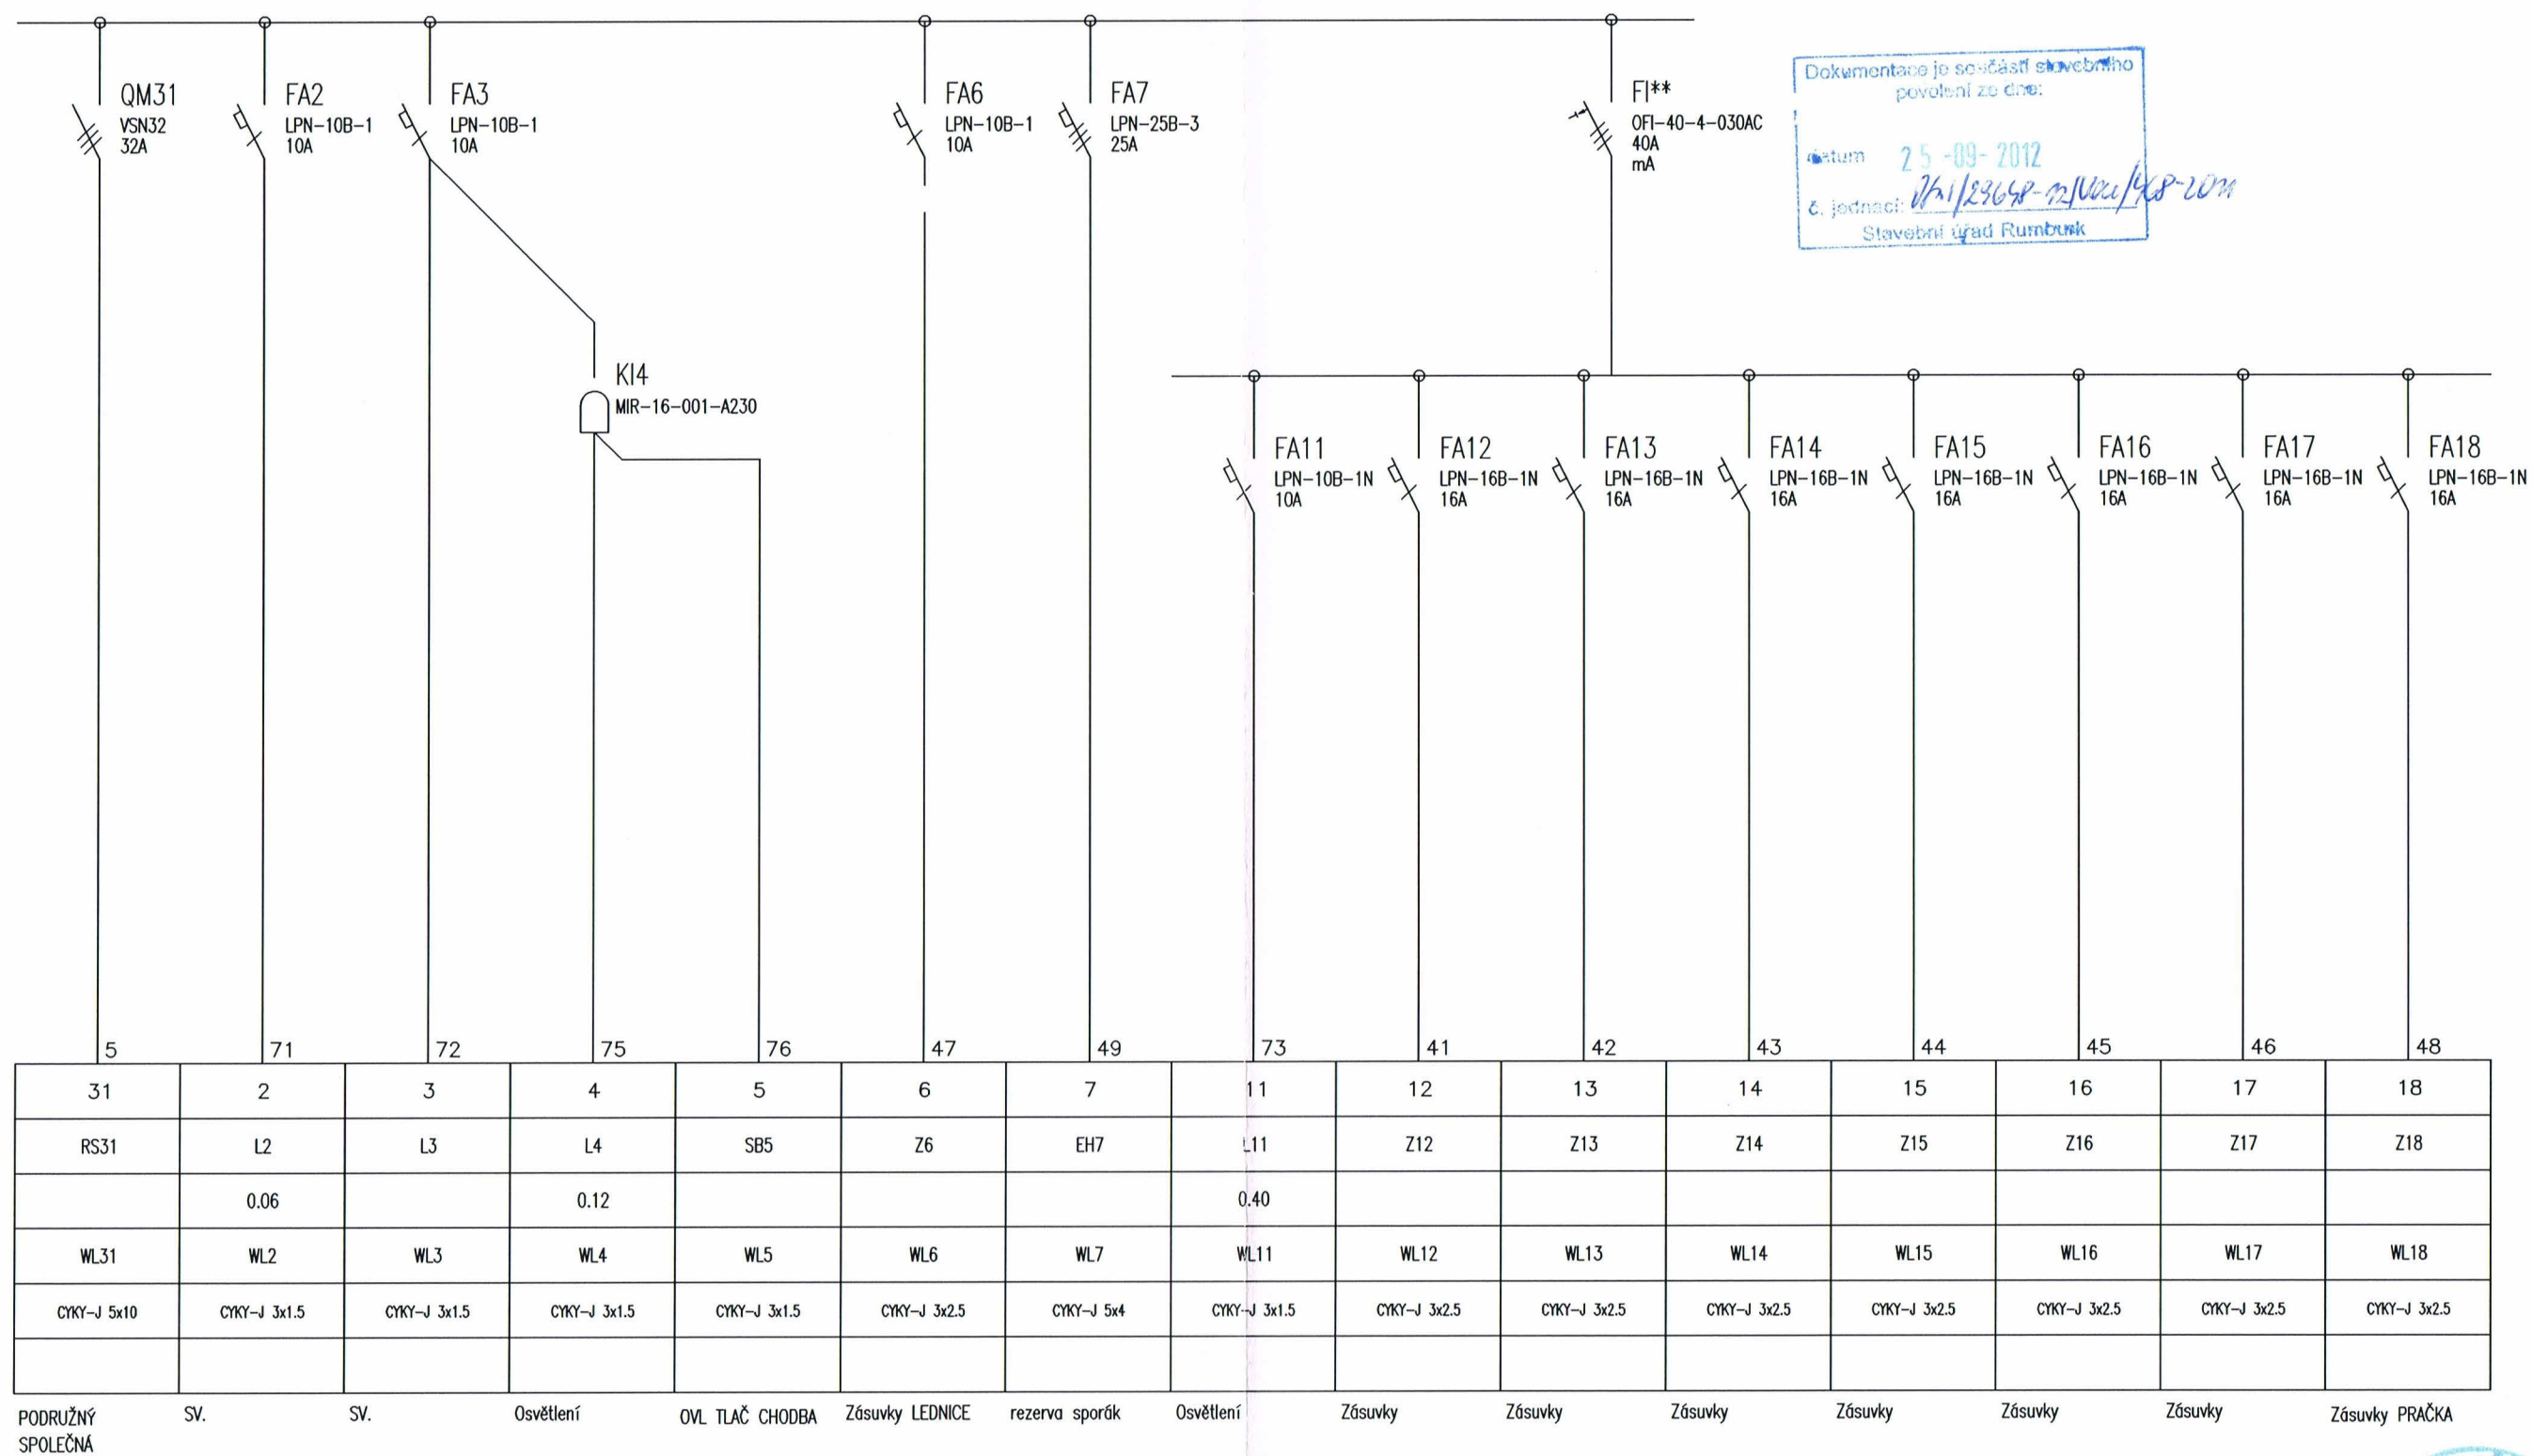 QM31
VSN32
32A
FA2
LPN-10B-1
10A
FA3
LPN-10B-1
10A
FA6
LPN-10B-1
10A
FA7
LPN-25B-3
25A
FI**
OFI-40-4-030AC
40A
mA
Dokumentace je součástí stavebního
povolení ze dne:
datum 25-09-2012
č. jednací:
Stavební úřad Rumburk
KI4
MIR-16-001-A230
FA11
LPN-10B-1N
10A
FA12
LPN-16B-1N
16A
FA13
LPN-16B-1N
16A
FA14
LPN-16B-1N
16A
FA15
LPN-16B-1N
16A
FA16
LPN-16B-1N
16A
FA17
LPN-16B-1N
16A
FA18
LPN-16B-1N
16A
5 71 72 75 76 47 49 73 41 42 43 44 45 46 48
31 2 3 4 5 6 7 11 12 13 14 15 16 17 18
RS31 L2 L3 L4 SB5 Z6 EH7 L11 Z12 Z13 Z14 Z15 Z16 Z17 Z18
0.06 0.12 0.40
WL31 WL2 WL3 WL4 WL5 WL6 WL7 WL11 WL12 WL13 WL14 WL15 WL16 WL17 WL18
CYKY-J 5x10 CYKY-J 3x1.5 CYKY-J 3x1.5 CYKY-J 3x1.5 CYKY-J 3x1.5 CYKY-J 3x2.5 CYKY-J 5x4 CYKY-J 3x1.5 CYKY-J 3x2.5 CYKY-J 3x2.5 CYKY-J 3x2.5 CYKY-J 3x2.5 CYKY-J 3x2.5 CYKY-J 3x2.5 CYKY-J 3x2.5
PODRUŽNÝ SV. SV. Osvětlení OVL TLAČ CHODBA Zásuvky LEDNICE rezerva sporák Osvětlení Zásuvky Zásuvky Zásuvky Zásuvky Zásuvky Zásuvky Zásuvky PRAČKA
SPOLEČNÁ